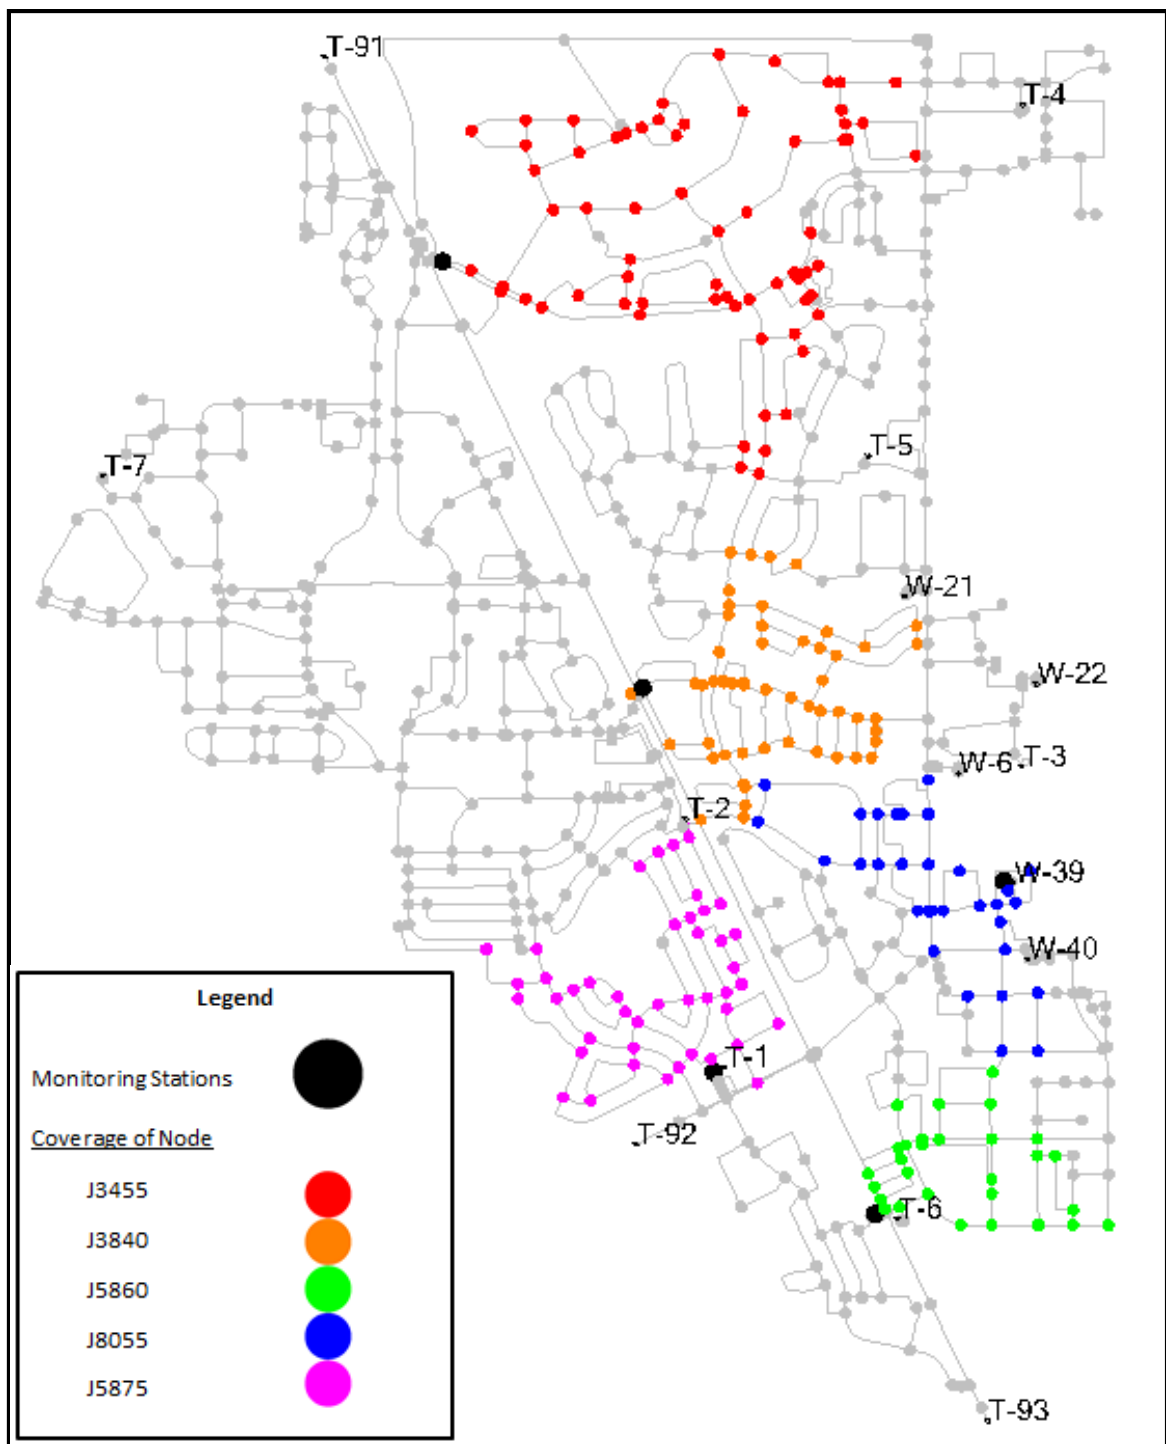 T-91
T-4
T-7
T-5
W-21
W-22
W-6
T-3
T-2
W-39
W-40
T-1
T-92
T-6
T-93
Legend
Monitoring Stations
Coverage of Node
J3455
J3840
J5860
J8055
J5875